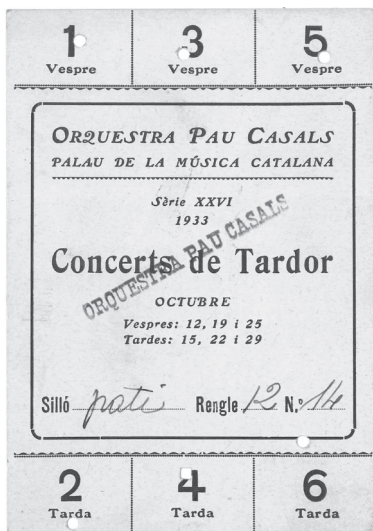 1 3 5
Vespre Vespre Vespre
ORQUESTRA PAU CASALS
PALAU DE LA MÚSICA CATALANA
Sèrie XXVI
1933
ORQUESTRA PAU CASALS
Concerts de Tardor
OCTUBRE
Vespres: 12, 19 i 25
Tardes: 15, 22 i 29
Silló pati Rengle 12 N.º 14
2 4 6
Tarda Tarda Tarda